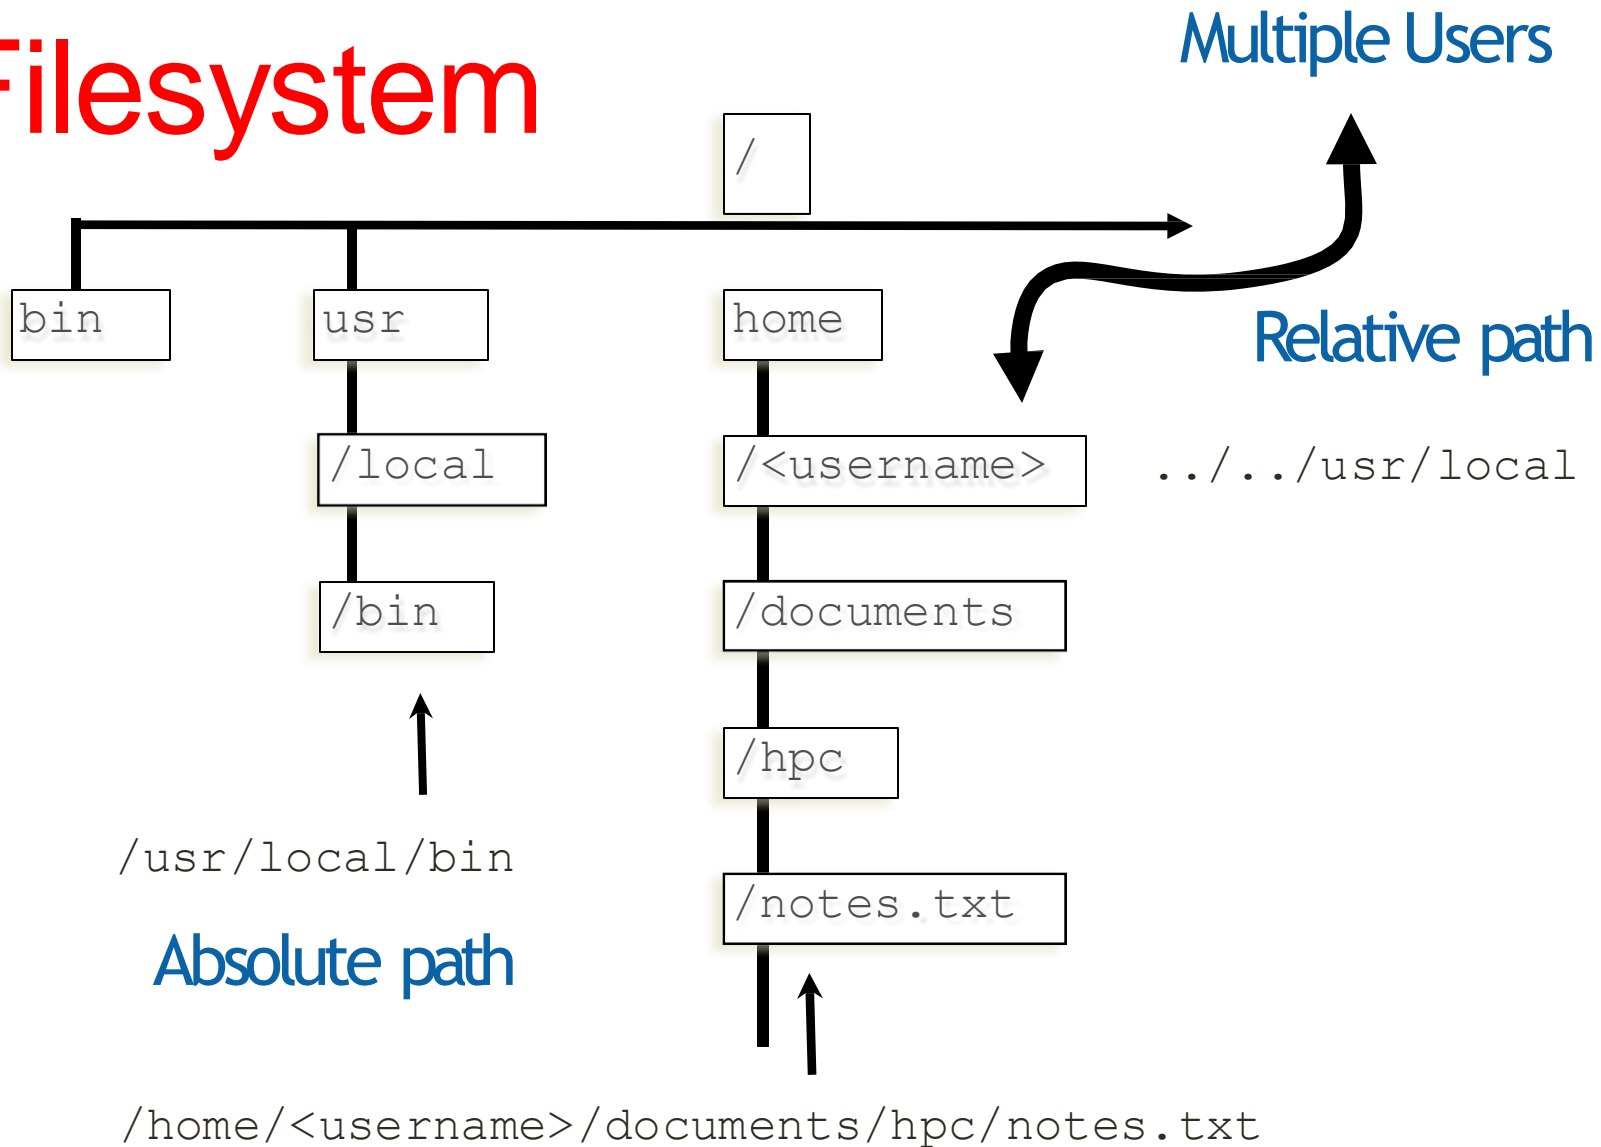 Filesystem
Multiple Users
/
bin
usr
home
Relative path
/local
/<username>
../../usr/local
/bin
/documents
/hpc
/usr/local/bin
/notes.txt
Absolute path
/home/<username>/documents/hpc/notes.txt